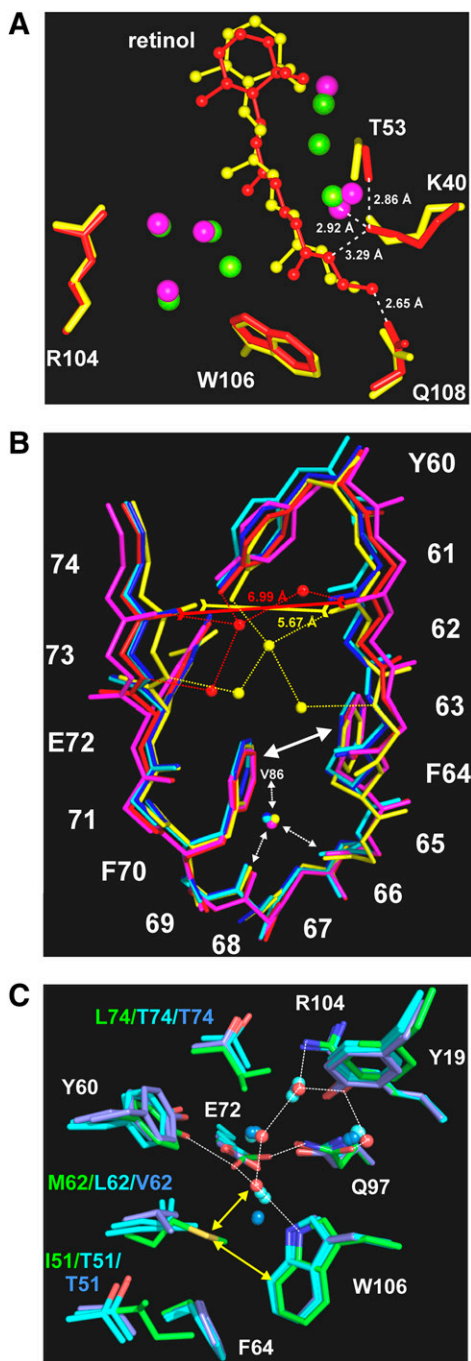 A
retinol
T53
K40
2.86 Å
2.92 Å
3.29 Å
2.65 Å
R104
W106
Q108
B
Y60
74
61
6.99 Å
5.67 Å
62
73
63
E72
F64
V86
71
65
F70
66
69
67
68
C
L74/T74/T74
R104
Y19
Y60
E72
M62/L62/V62
Q97
I51/T51/
T51
W106
F64